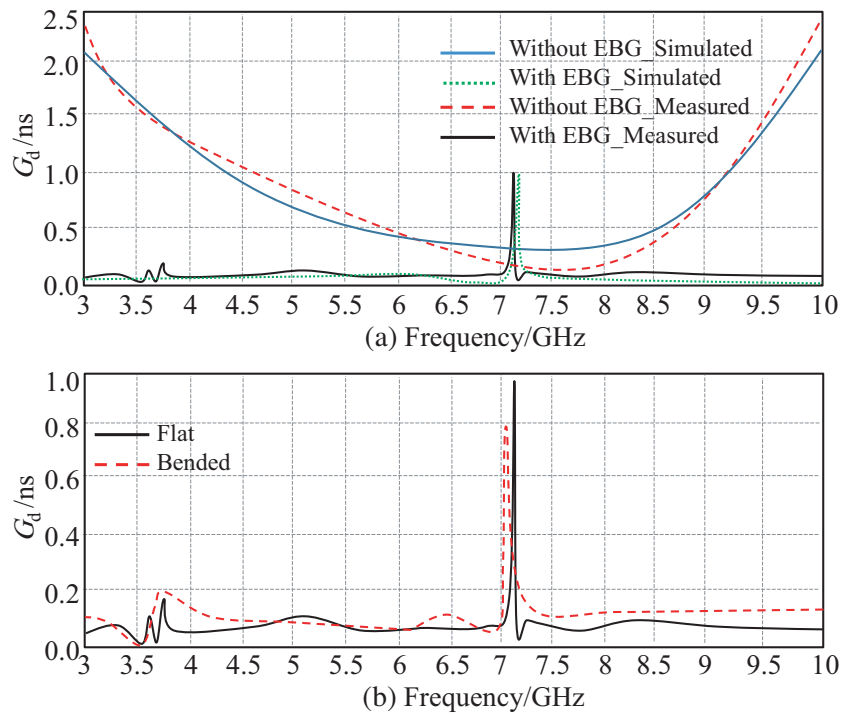 2.5
2.0
1.5
1.0
0.5
0.0
G_d/ns
Without EBG_Simulated
With EBG_Simulated
Without EBG_Measured
With EBG_Measured
3 3.5 4 4.5 5 5.5 6 6.5 7 7.5 8 8.5 9 9.5 10
(a) Frequency/GHz
1.0
0.8
0.6
0.4
0.2
0.0
G_d/ns
Flat
Bended
3 3.5 4 4.5 5 5.5 6 6.5 7 7.5 8 8.5 9 9.5 10
(b) Frequency/GHz